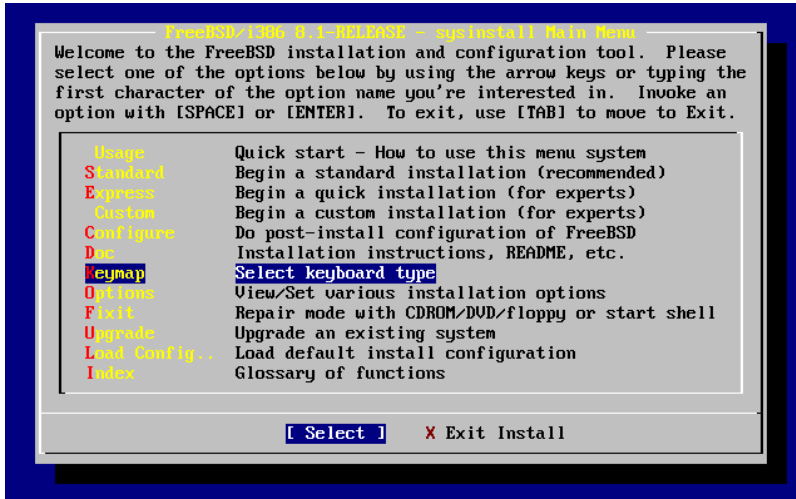 FreeBSD/i386 8.1-RELEASE - sysinstall Main Menu
Welcome to the FreeBSD installation and configuration tool.  Please
select one of the options below by using the arrow keys or typing the
first character of the option name you're interested in.  Invoke an
option with [SPACE] or [ENTER].  To exit, use [TAB] to move to Exit.
Usage Quick start - How to use this menu system
Standard Begin a standard installation (recommended)
Express Begin a quick installation (for experts)
Custom Begin a custom installation (for experts)
Configure Do post-install configuration of FreeBSD
Doc Installation instructions, README, etc.
Keymap Select keyboard type
Options View/Set various installation options
Fixit Repair mode with CDROM/DVD/floppy or start shell
Upgrade Upgrade an existing system
Load Config.. Load default install configuration
Index Glossary of functions
[ Select ] X Exit Install